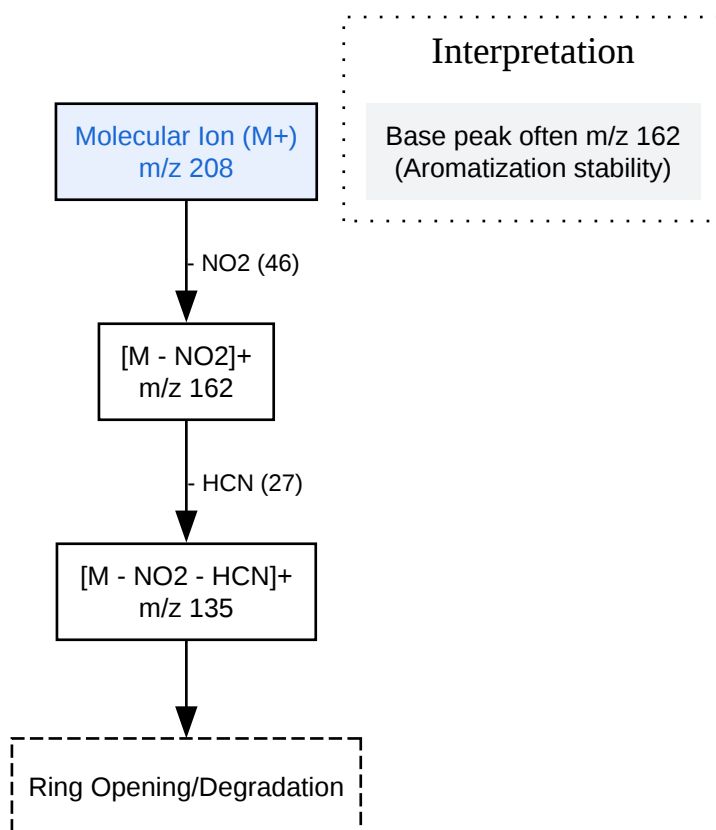 Interpretation
Molecular Ion (M+)
m/z 208
Base peak often m/z 162
(Aromatization stability)
- NO2 (46)
[M - NO2]+
m/z 162
- HCN (27)
[M - NO2 - HCN]+
m/z 135
Ring Opening/Degradation